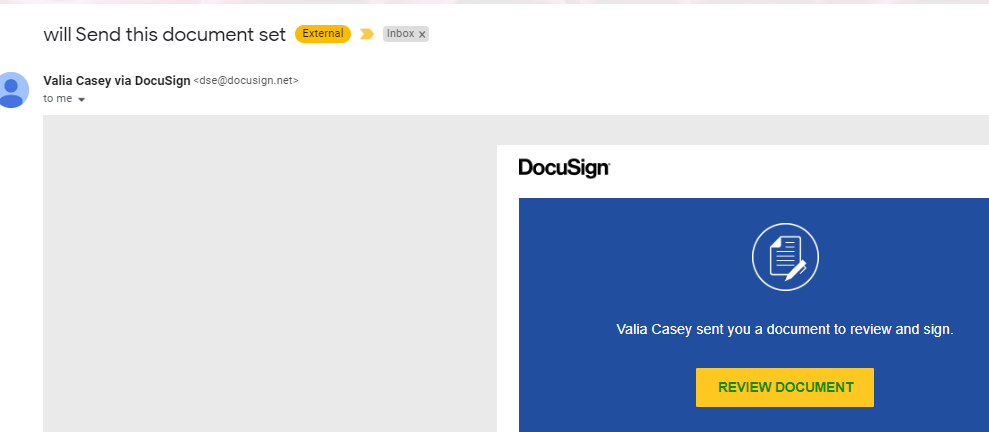 will Send this document set External Inbox x
Valia Casey via DocuSign <dse@docusign.net>
to me
DocuSign
Valia Casey sent you a document to review and sign.
REVIEW DOCUMENT